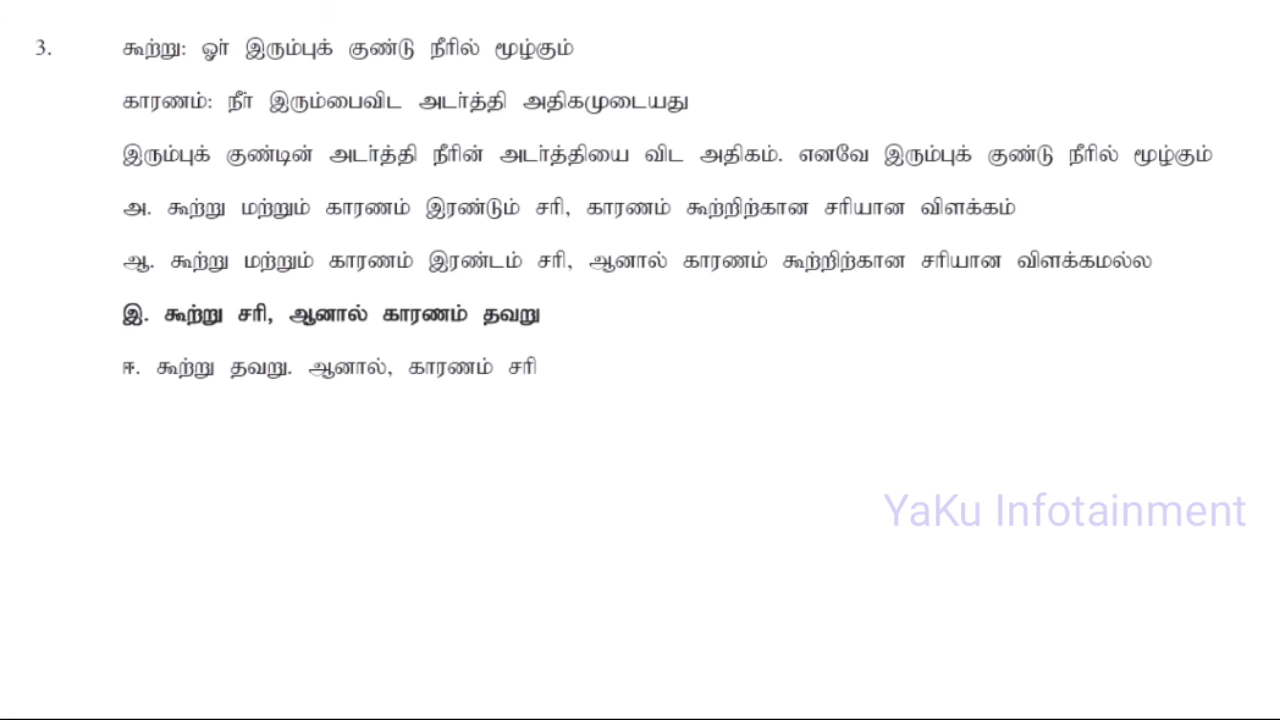 3. கூற்று: ஓர் இரும்புக் குண்டு நீரில் மூழ்கும்
காரணம்: நீர் இரும்பைவிட அடர்த்தி அதிகமுடையது
இரும்புக் குண்டின் அடர்த்தி நீரின் அடர்த்தியை விட அதிகம். எனவே இரும்புக் குண்டு நீரில் மூழ்கும்
அ. கூற்று மற்றும் காரணம் இரண்டும் சரி, காரணம் கூற்றிற்கான சரியான விளக்கம்
ஆ. கூற்று மற்றும் காரணம் இரண்டம் சரி, ஆனால் காரணம் கூற்றிற்கான சரியான விளக்கமல்ல
இ. கூற்று சரி, ஆனால் காரணம் தவறு
ஈ. கூற்று தவறு. ஆனால், காரணம் சரி
YaKu Infotainment